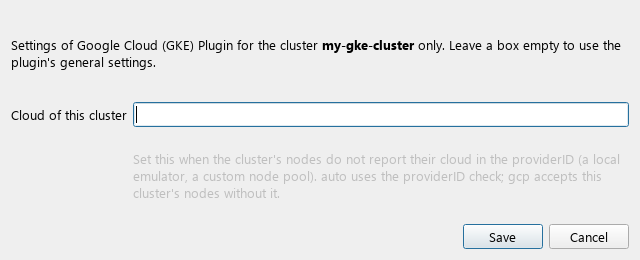 Settings of Google Cloud (GKE) Plugin for the cluster my-gke-cluster only. Leave a box empty to use the
plugin's general settings.
Cloud of this cluster
Set this when the cluster's nodes do not report their cloud in the providerID (a local
emulator, a custom node pool). auto uses the providerID check; gcp accepts this
cluster's nodes without it.
Save Cancel